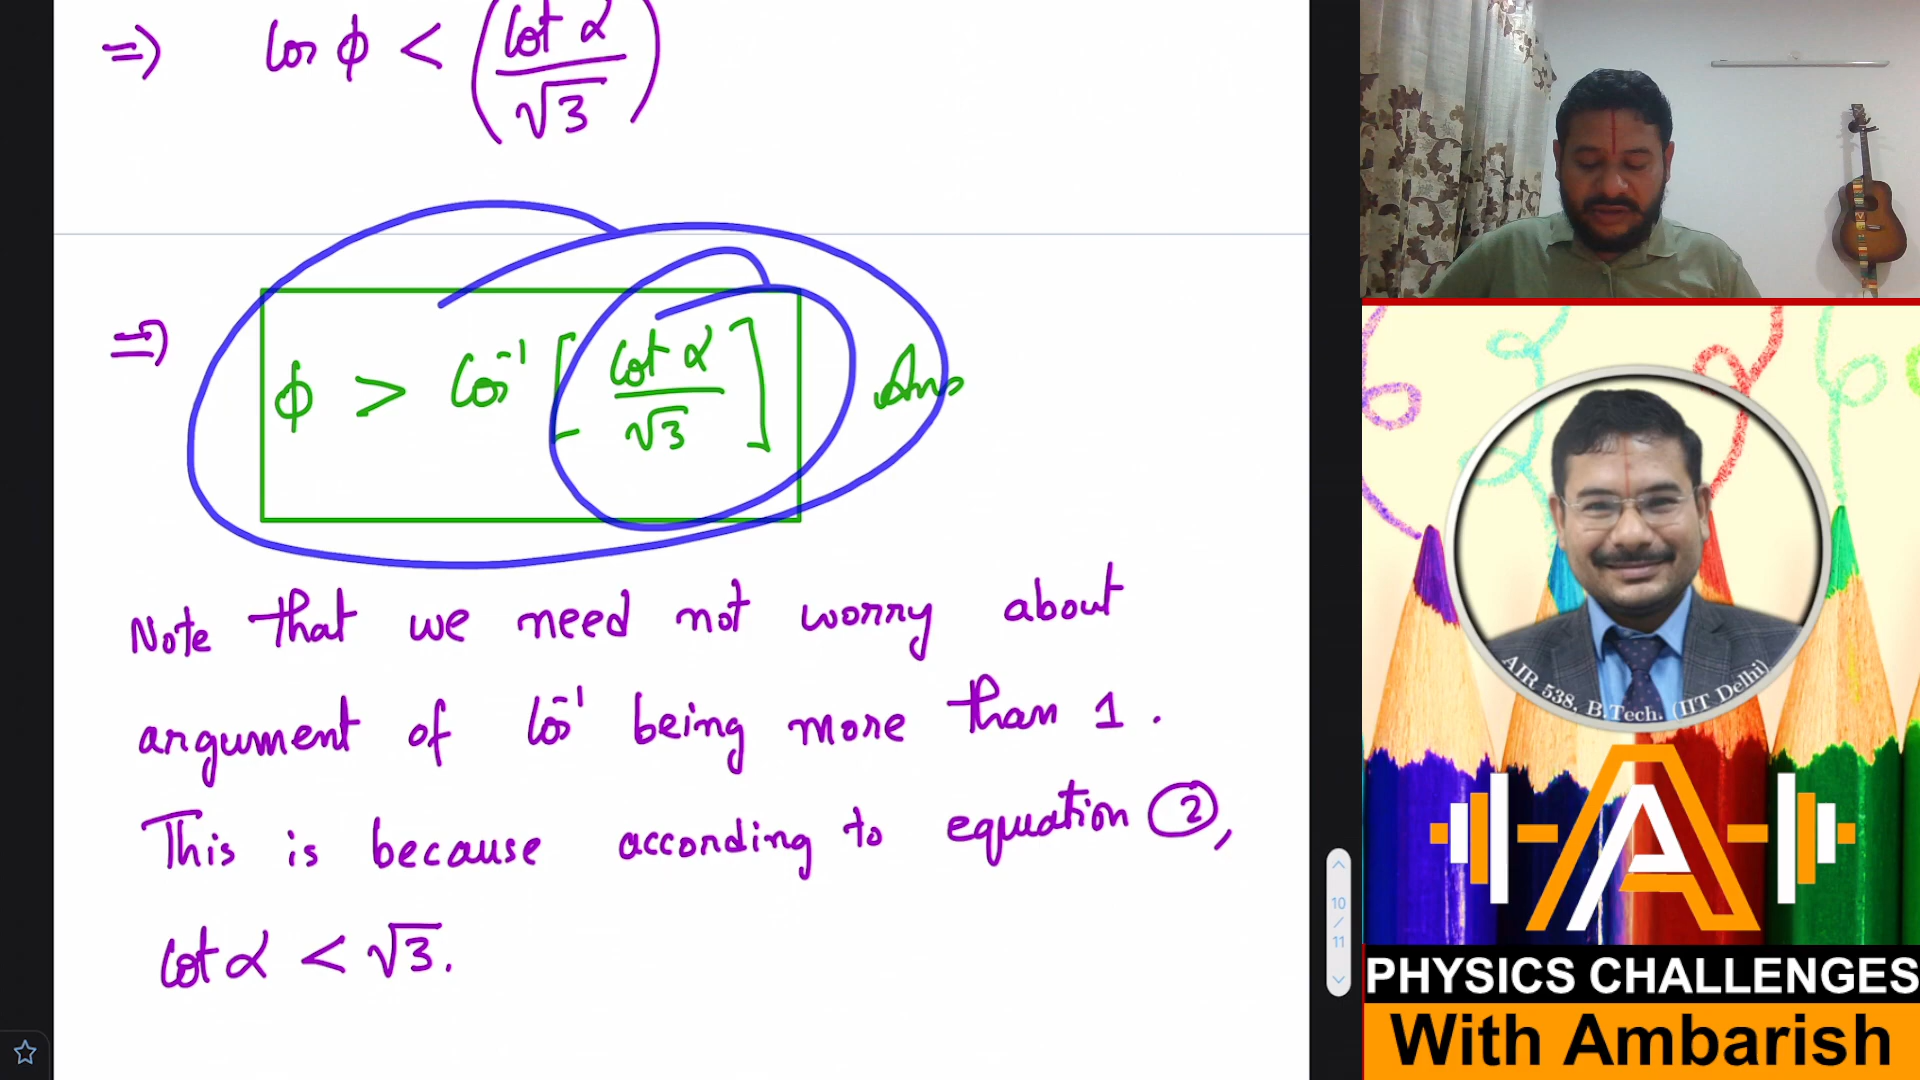 => cos φ < (cot α / √3)
=> φ > cos⁻¹ [cot α / √3] Ans
Note that we need not worry about
argument of cos⁻¹ being more than 1.
This is because according to equation ②,
cot α < √3.
10
/
11
AIR 538, B.Tech. (IIT Delhi)
A
PHYSICS CHALLENGES
With Ambarish